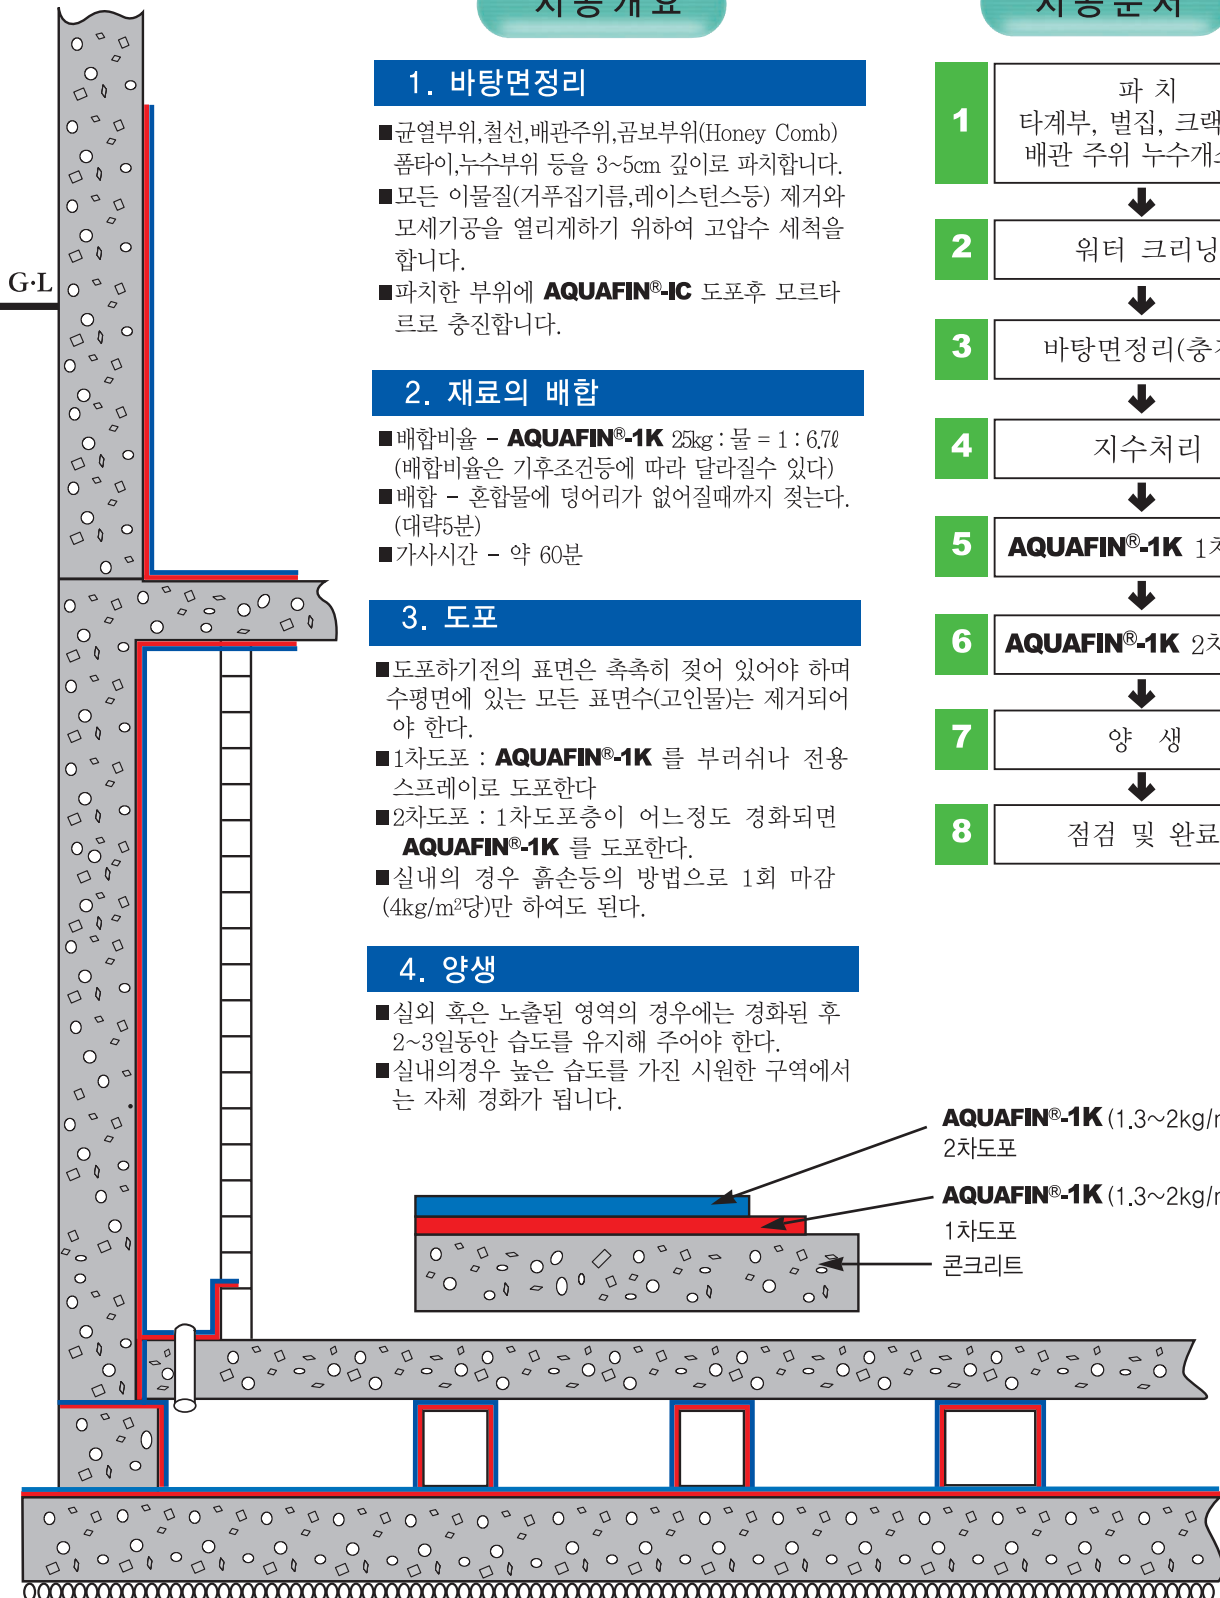 시공개요
1. 바탕면정리
■균열부위,철선,배관주위,곰보부위(Honey Comb)
폼타이,누수부위 등을 3~5cm 깊이로 파치합니다.
■모든 이물질(거푸집기름,레이스턴스등) 제거와
모세기공을 열리게하기 위하여 고압수 세척을
합니다.
■파치한 부위에 AQUAFIN®-IC 도포후 모르타
르로 충진합니다.
2. 재료의 배합
■배합비율 – AQUAFIN®-1K 25kg : 물 = 1 : 6.7ℓ
(배합비율은 기후조건등에 따라 달라질수 있다)
■배합 – 혼합물에 덩어리가 없어질때까지 젖는다.
(대략5분)
■가사시간 – 약 60분
3. 도포
■도포하기전의 표면은 촉촉히 젖어 있어야 하며
수평면에 있는 모든 표면수(고인물)는 제거되어
야 한다.
■1차도포 : AQUAFIN®-1K 를 부러쉬나 전용
스프레이로 도포한다
■2차도포 : 1차도포층이 어느정도 경화되면
AQUAFIN®-1K 를 도포한다.
■실내의 경우 흙손등의 방법으로 1회 마감
(4kg/m²당)만 하여도 된다.
4. 양생
■실외 혹은 노출된 영역의 경우에는 경화된 후
2~3일동안 습도를 유지해 주어야 한다.
■실내의경우 높은 습도를 가진 시원한 구역에서
는 자체 경화가 됩니다.
시공순서
1
파 치
타계부, 벌집, 크랙
배관 주위 누수개소
2
워터 크리닝
3
바탕면정리(충진
4
지수처리
5
AQUAFIN®-1K 1차
6
AQUAFIN®-1K 2차
7
양 생
8
점검 및 완료
AQUAFIN®-1K (1.3~2kg/m
2차도포
AQUAFIN®-1K (1.3~2kg/m
1차도포
콘크리트
G·L